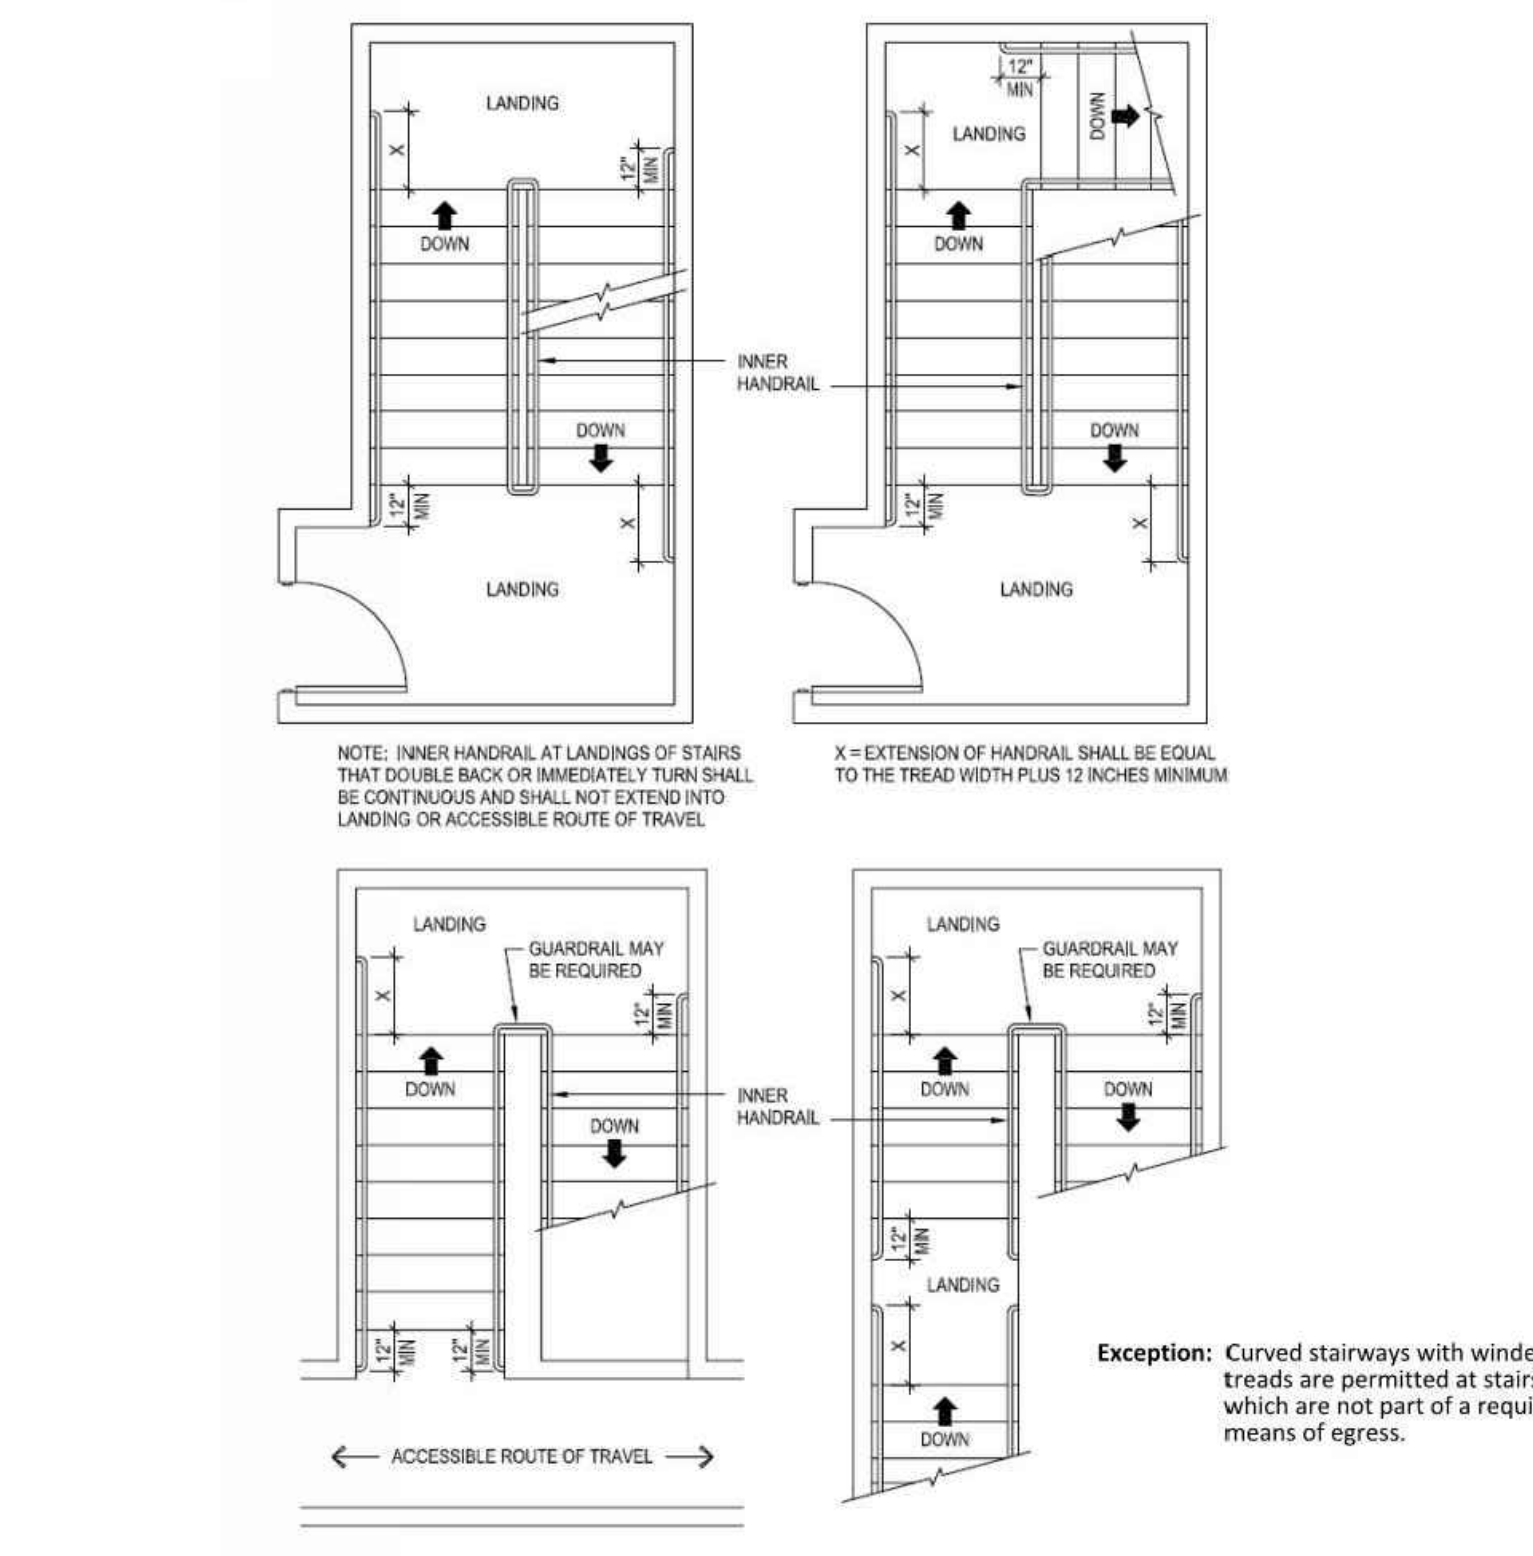 LANDING
X
12"
MIN
DOWN
DOWN
12"
MIN
X
LANDING
12"
MIN
LANDING
DOWN
X
DOWN
DOWN
12"
MIN
X
LANDING
INNER
HANDRAIL
NOTE: INNER HANDRAIL AT LANDINGS OF STAIRS
THAT DOUBLE BACK OR IMMEDIATELY TURN SHALL
BE CONTINUOUS AND SHALL NOT EXTEND INTO
LANDING OR ACCESSIBLE ROUTE OF TRAVEL
X = EXTENSION OF HANDRAIL SHALL BE EQUAL
TO THE TREAD WIDTH PLUS 12 INCHES MINIMUM
LANDING
GUARDRAIL MAY
BE REQUIRED
X
12"
MIN
DOWN
DOWN
12"
MIN
12"
MIN
ACCESSIBLE ROUTE OF TRAVEL
INNER
HANDRAIL
LANDING
GUARDRAIL MAY
BE REQUIRED
X
12"
MIN
DOWN
DOWN
12"
MIN
LANDING
X
DOWN
Exception: Curved stairways with winde
treads are permitted at stairs
which are not part of a requi
means of egress.